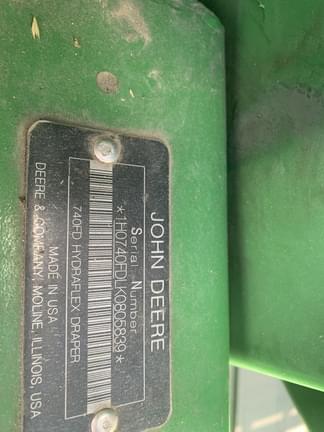 JOHN DEERE
Serial Number
*1H0740FDLK0805839*
740FD HYDRAFLEX DRAPER
MADE IN USA
DEERE & COMPANY MOLINE, ILLINOIS, USA